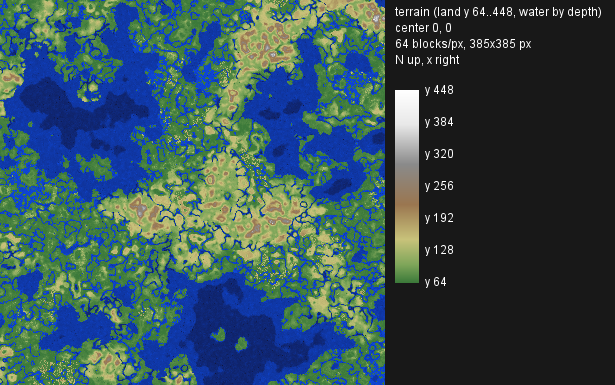 terrain (land y 64..448, water by depth)
center 0, 0
64 blocks/px, 385x385 px
N up, x right
y 448
y 384
y 320
y 256
y 192
y 128
y 64